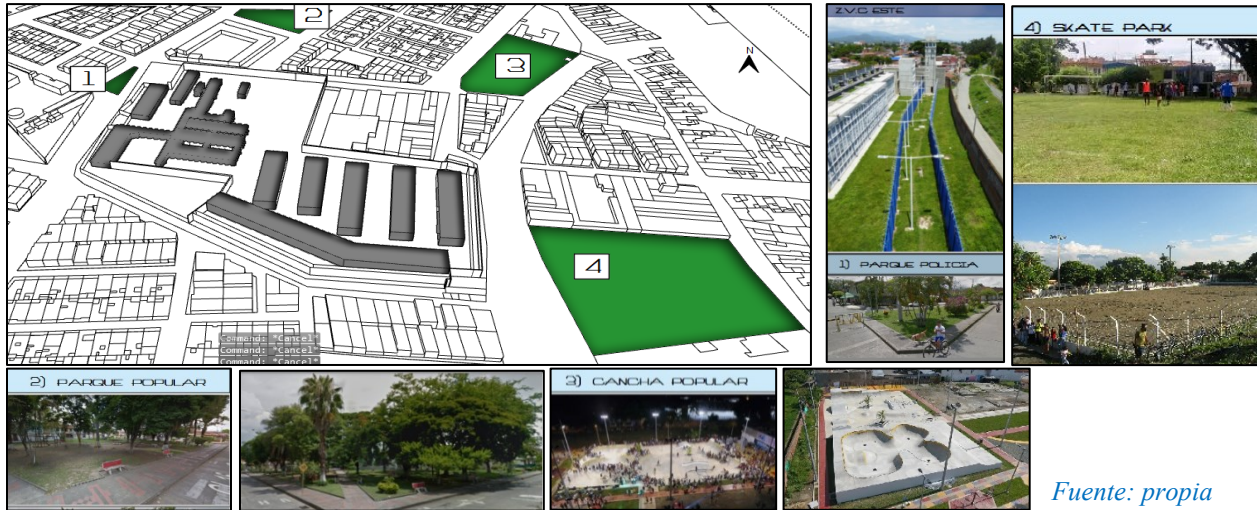 2
1
3
N
4
Command: *Cancel*
Command: *Cancel*
Command: *Cancel*
Z.V.C ESTE
1) PARQUE POLICIA
4) SKATE PARK
2) PARQUE POPULAR
3) CANCHA POPULAR
Fuente: propia